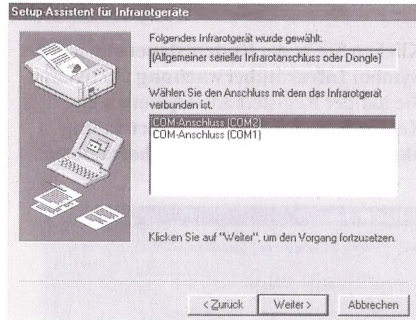 Setup-Assistent für Infrarotgeräte
Folgendes Infrarotgerät wurde gewählt.
(Allgemeiner serieller Infrarotanschluss oder Dongle)
Wählen Sie den Anschluss mit dem das Infrarotgerät
verbunden ist.
COM-Anschluss (COM2)
COM-Anschluss (COM1)
Klicken Sie auf "Weiter", um den Vorgang fortzusetzen.
< Zurück
Weiter >
Abbrechen